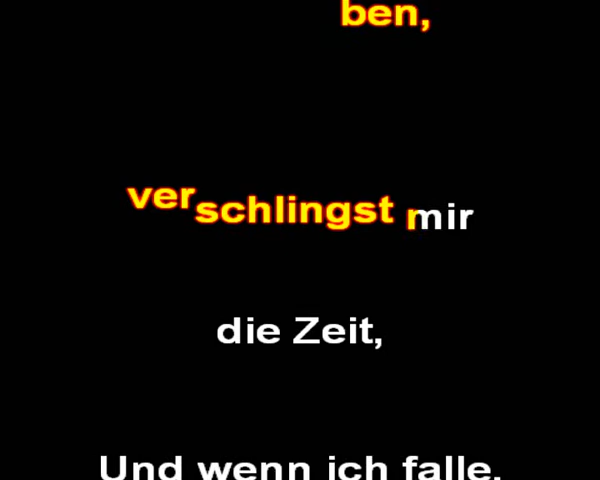 ben,
verschlingst mir
die Zeit,
Und wenn ich falle,